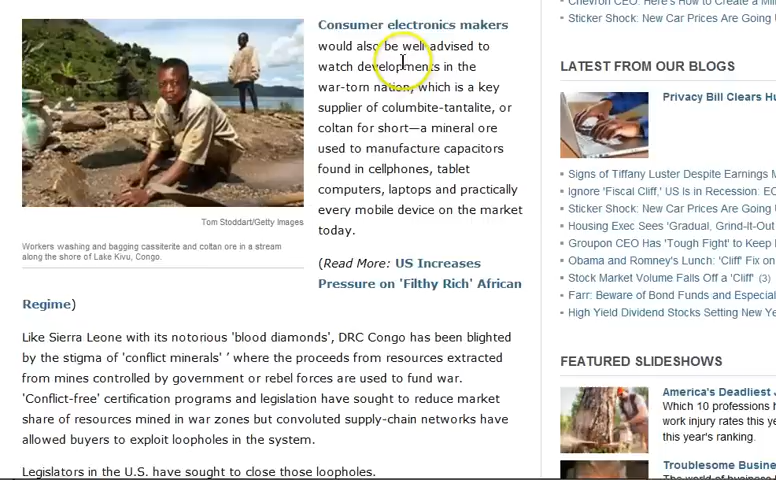 Consumer electronics makers
would also be well-advised to
watch developments in the
war-torn nation, which is a key
supplier of columbite-tantalite, or
coltan for short—a mineral ore
used to manufacture capacitors
found in cellphones, tablet
computers, laptops and practically
every mobile device on the market
today.
Tom Stoddart/Getty Images
Workers washing and bagging cassiterite and coltan ore in a stream
along the shore of Lake Kivu, Congo.
(Read More: US Increases
Pressure on 'Filthy Rich' African
Regime)
Like Sierra Leone with its notorious 'blood diamonds', DRC Congo has been blighted
by the stigma of 'conflict minerals' ’ where the proceeds from resources extracted
from mines controlled by government or rebel forces are used to fund war.
'Conflict-free' certification programs and legislation have sought to reduce market
share of resources mined in war zones but convoluted supply-chain networks have
allowed buyers to exploit loopholes in the system.
Legislators in the U.S. have sought to close those loopholes.
Chevron CEO: Here's How to Create a
Sticker Shock: New Car Prices Are Going
LATEST FROM OUR BLOGS
Privacy Bill Clears
Signs of Tiffany Luster Despite Earnings
Ignore 'Fiscal Cliff,' US Is in Recession:
Sticker Shock: New Car Prices Are Going
Housing Exec Sees 'Gradual, Grind-It-Out
Groupon CEO Has 'Tough Fight' to Keep
Obama and Romney's Lunch: 'Cliff' Fix on
Stock Market Volume Falls Off a 'Cliff' (3)
Farr: Beware of Bond Funds and Especial
High Yield Dividend Stocks Setting New
FEATURED SLIDESHOWS
America's Deadliest
Which 10 professions
work injury rates this
this year's ranking.
Troublesome
The world of business